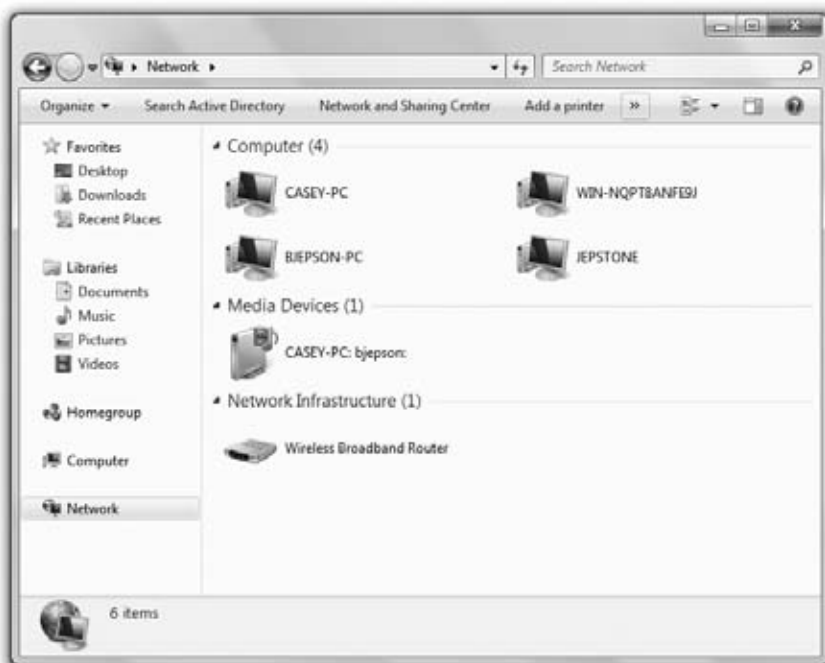 Network
Search Network
Organize
Search Active Directory
Network and Sharing Center
Add a printer
»
Favorites
Desktop
Downloads
Recent Places
Libraries
Documents
Music
Pictures
Videos
Homegroup
Computer
Network
Computer (4)
CASEY-PC
WIN-NQPT8ANFE9J
BJEPSON-PC
JEPSTONE
Media Devices (1)
CASEY-PC: bjepson:
Network Infrastructure (1)
Wireless Broadband Router
6 items